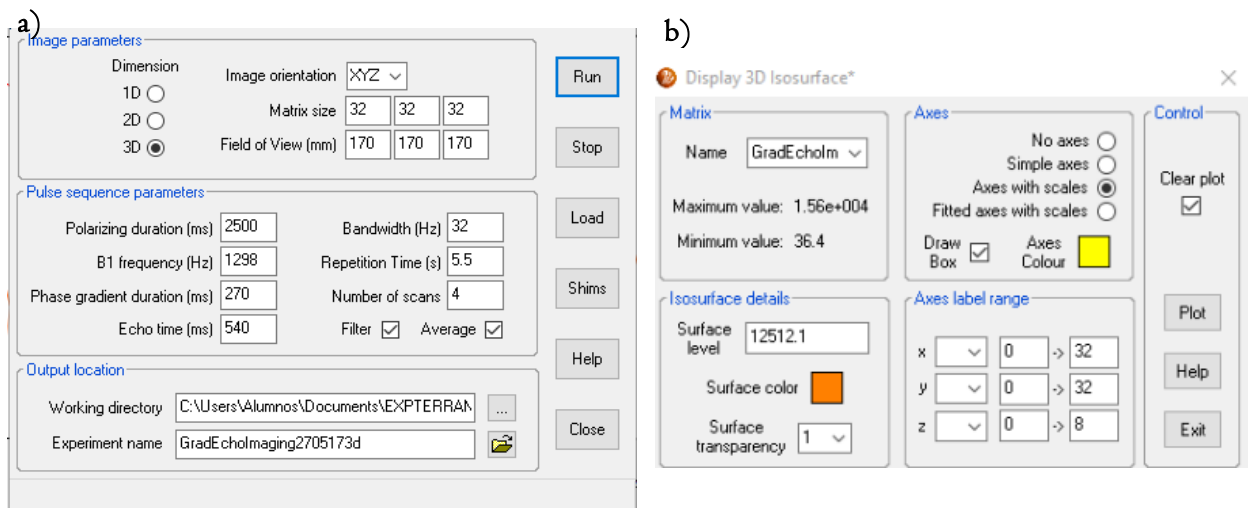 a)
Image parameters
Dimension
1D
2D
3D
Image orientation XYZ
Matrix size 32 32 32
Field of View (mm) 170 170 170
Pulse sequence parameters
Polarizing duration (ms) 2500 Bandwidth (Hz) 32
B1 frequency (Hz) 1298 Repetition Time (s) 5.5
Phase gradient duration (ms) 270 Number of scans 4
Echo time (ms) 540 Filter Average
Output location
Working directory C:\Users\Alumnos\Documents\EXPTERRAN ...
Experiment name GradEchoImaging2705173d
Run
Stop
Load
Shims
Help
Close
b)
Display 3D Isosurface*
Matrix
Name GradEchoIm
Maximum value: 1.56e+004
Minimum value: 36.4
Axes
No axes
Simple axes
Axes with scales
Fitted axes with scales
Draw Axes
Box Colour
Isosurface details
Surface
level 12512.1
Surface color
Surface
transparency 1
Axes label range
x 0 -> 32
y 0 -> 32
z 0 -> 8
Control
Clear plot
Plot
Help
Exit